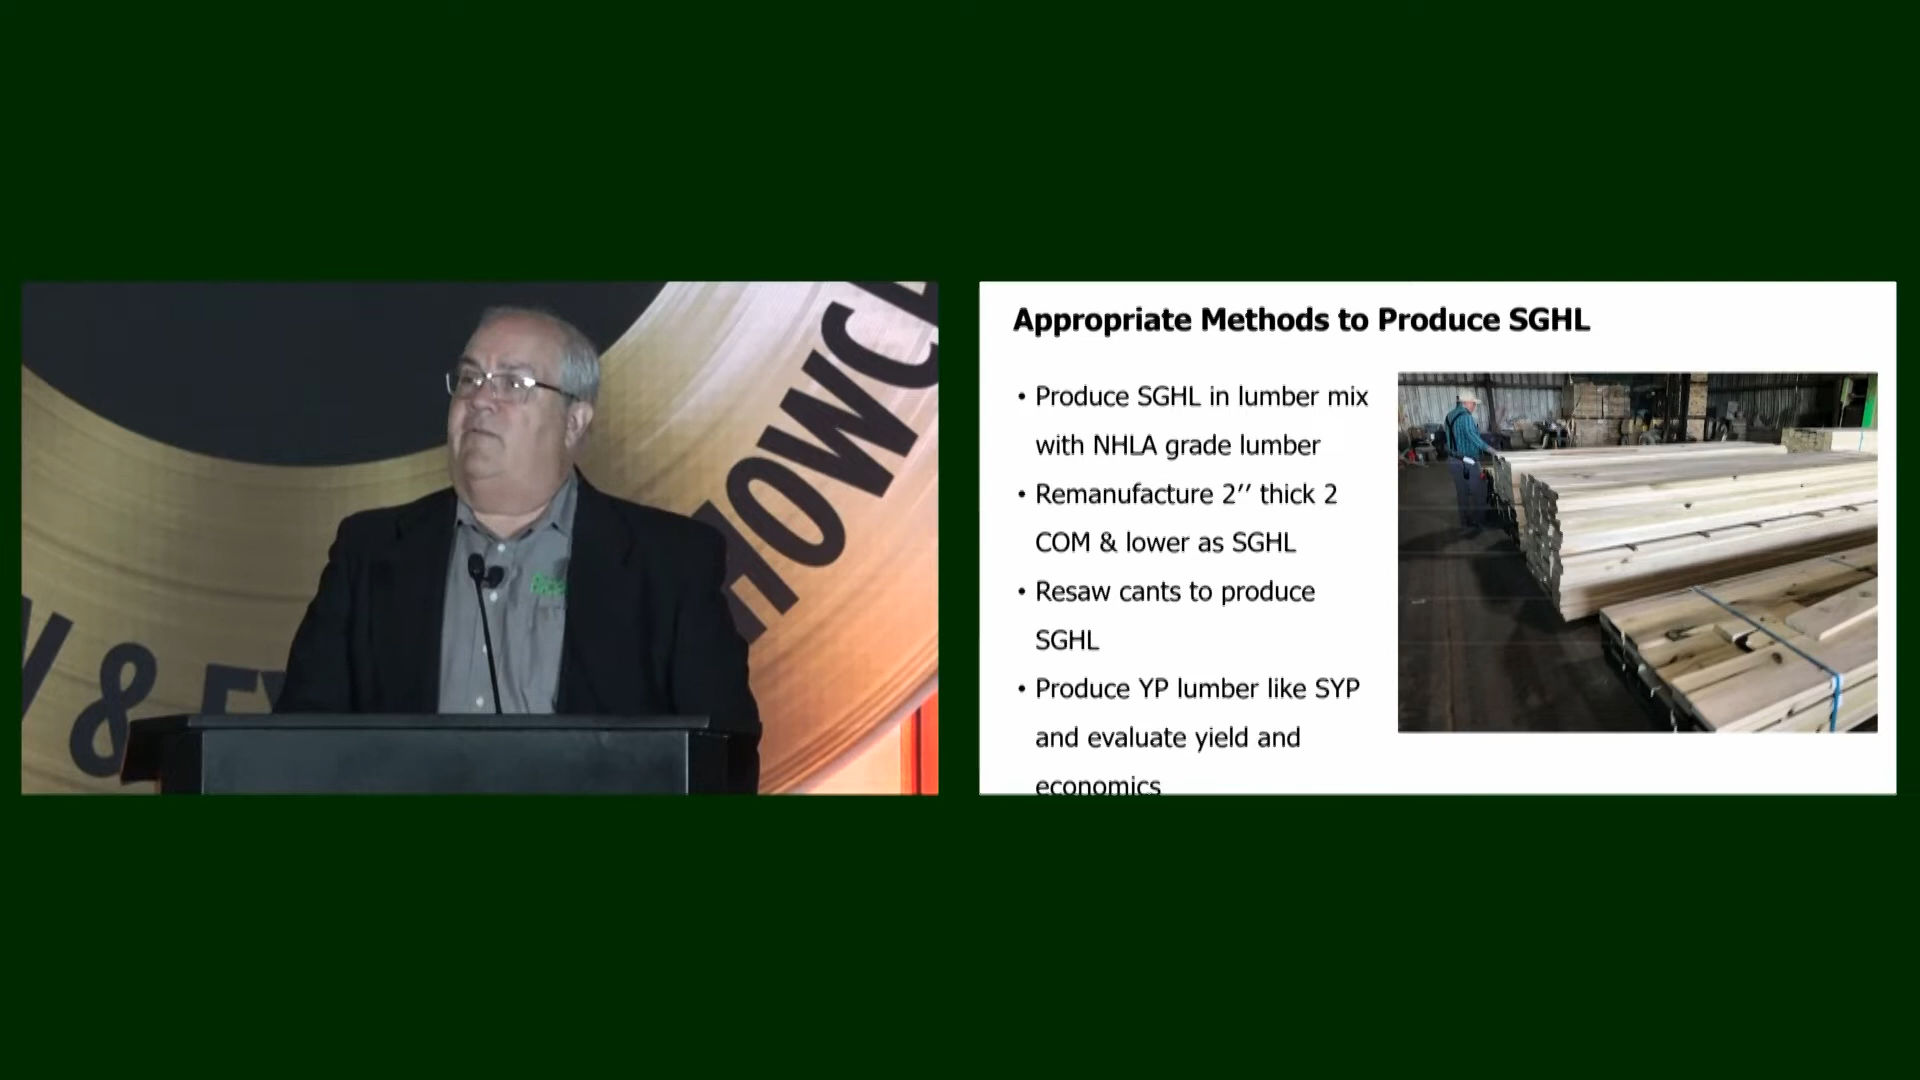 HOWC
& E
Appropriate Methods to Produce SGHL
• Produce SGHL in lumber mix
with NHLA grade lumber
• Remanufacture 2′′ thick 2
COM & lower as SGHL
• Resaw cants to produce
SGHL
• Produce YP lumber like SYP
and evaluate yield and
economics